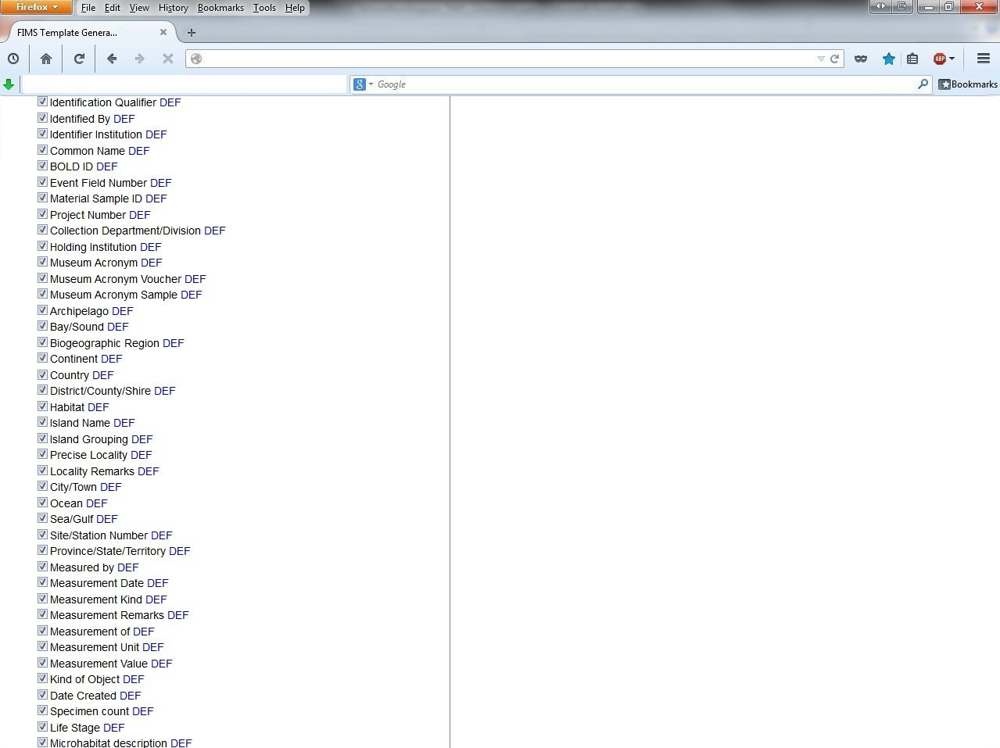 Firefox File Edit View History Bookmarks Tools Help
FIMS Template Genera...
ABP
8 Google Bookmarks
Identification Qualifier DEF
Identified By DEF
Identifier Institution DEF
Common Name DEF
BOLD ID DEF
Event Field Number DEF
Material Sample ID DEF
Project Number DEF
Collection Department/Division DEF
Holding Institution DEF
Museum Acronym DEF
Museum Acronym Voucher DEF
Museum Acronym Sample DEF
Archipelago DEF
Bay/Sound DEF
Biogeographic Region DEF
Continent DEF
Country DEF
District/County/Shire DEF
Habitat DEF
Island Name DEF
Island Grouping DEF
Precise Locality DEF
Locality Remarks DEF
City/Town DEF
Ocean DEF
Sea/Gulf DEF
Site/Station Number DEF
Province/State/Territory DEF
Measured by DEF
Measurement Date DEF
Measurement Kind DEF
Measurement Remarks DEF
Measurement of DEF
Measurement Unit DEF
Measurement Value DEF
Kind of Object DEF
Date Created DEF
Specimen count DEF
Life Stage DEF
Microhabitat description DEF